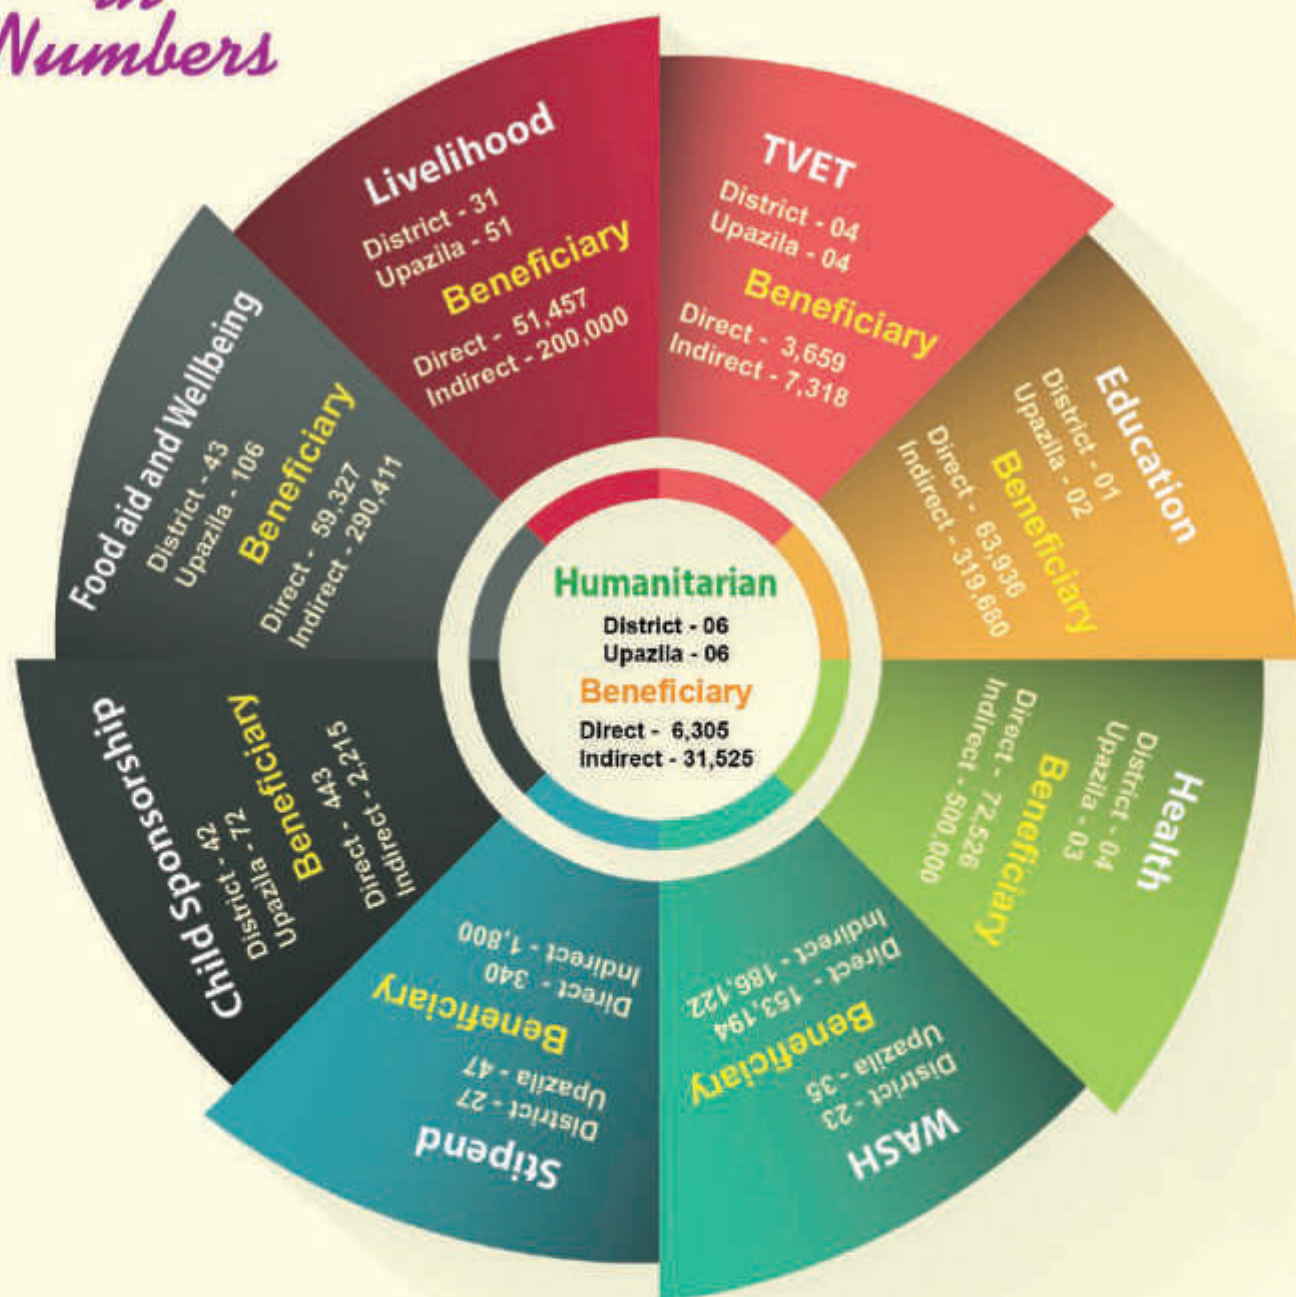 in
Numbers
Livelihood
District - 31
Upazila - 51
Beneficiary
Direct - 51,457
Indirect - 200,000
TVET
District - 04
Upazila - 04
Beneficiary
Direct - 3,659
Indirect - 7,318
Education
District - 01
Upazila - 02
Beneficiary
Direct - 63,936
Indirect - 319,680
Health
District - 04
Upazila - 03
Beneficiary
Direct - 72,526
Indirect - 500,000
WASH
District - 23
Upazila - 35
Beneficiary
Direct - 153,194
Indirect - 186,122
Stipend
District - 27
Upazila - 47
Beneficiary
Direct - 340
Indirect - 1,800
Child Sponsorship
District - 42
Upazila - 72
Beneficiary
Direct - 443
Indirect - 2,215
Food aid and Wellbeing
District - 43
Upazila - 106
Beneficiary
Direct - 59,327
Indirect - 290,411
Humanitarian
District - 06
Upazila - 06
Beneficiary
Direct - 6,305
Indirect - 31,525